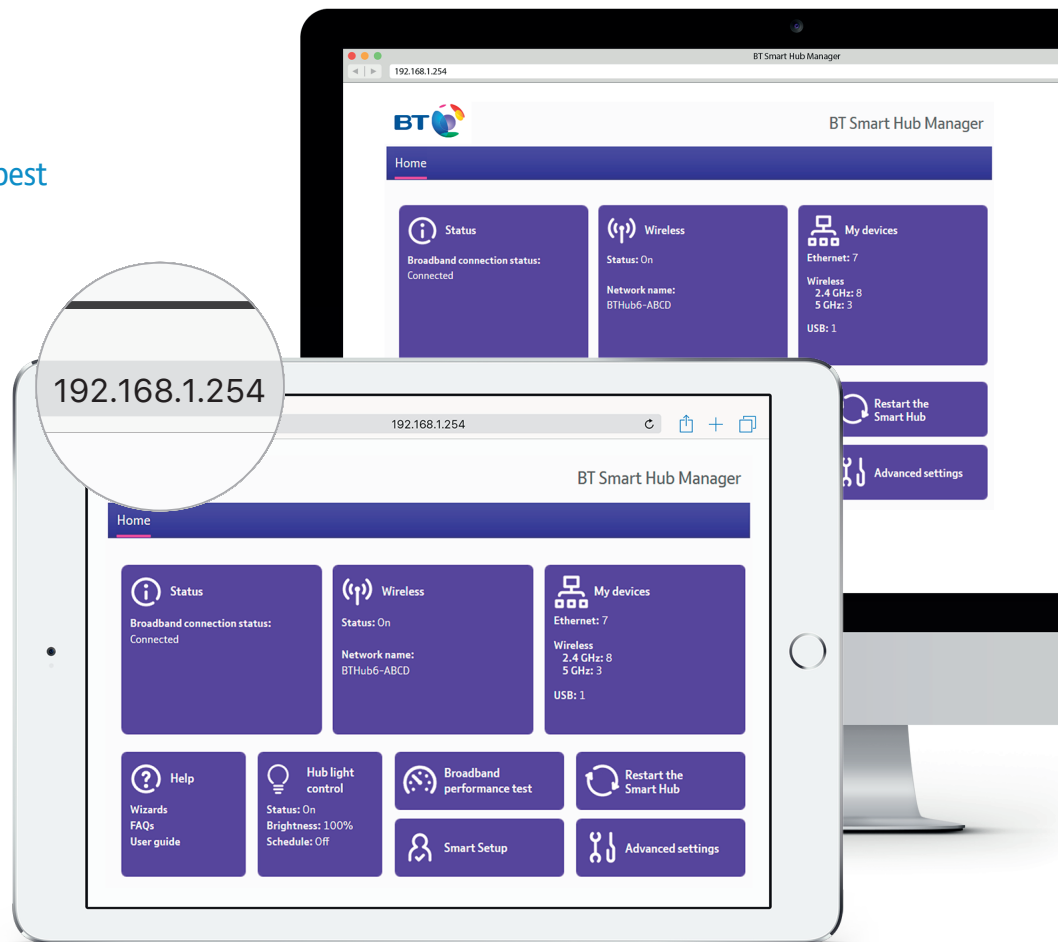 BT Smart Hub Manager
192.168.1.254
BT
BT Smart Hub Manager
Home
Status
Broadband connection status:
Connected
Wireless
Status: On
Network name:
BTHub6-ABCD
My devices
Ethernet: 7
Wireless
2.4 GHz: 8
5 GHz: 3
USB: 1
Restart the
Smart Hub
Advanced settings
192.168.1.254
192.168.1.254
BT Smart Hub Manager
Home
Status
Broadband connection status:
Connected
Wireless
Status: On
Network name:
BTHub6-ABCD
My devices
Ethernet: 7
Wireless
2.4 GHz: 8
5 GHz: 3
USB: 1
Help
Wizards
FAQs
User guide
Hub light
control
Status: On
Brightness: 100%
Schedule: Off
Broadband
performance test
Smart Setup
Restart the
Smart Hub
Advanced settings